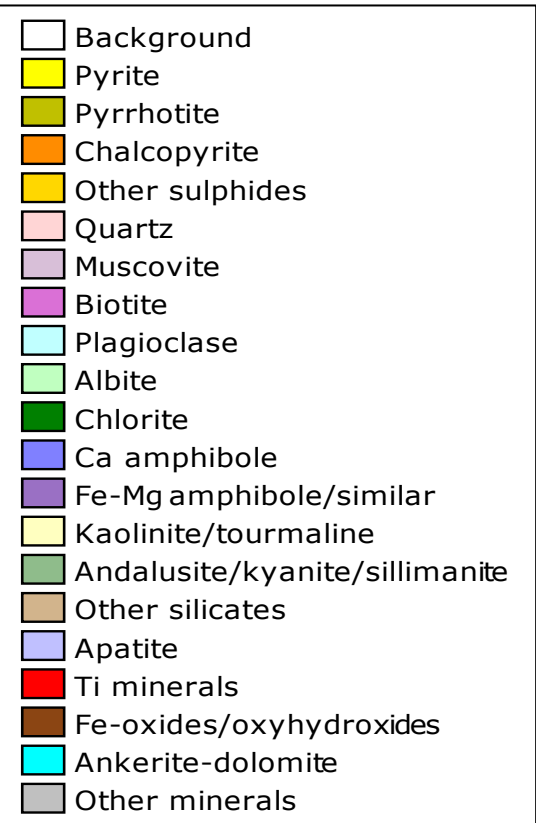 Background
Pyrite
Pyrrhotite
Chalcopyrite
Other sulphides
Quartz
Muscovite
Biotite
Plagioclase
Albite
Chlorite
Ca amphibole
Fe-Mg amphibole/similar
Kaolinite/tourmaline
Andalusite/kyanite/sillimanite
Other silicates
Apatite
Ti minerals
Fe-oxides/oxyhydroxides
Ankerite-dolomite
Other minerals